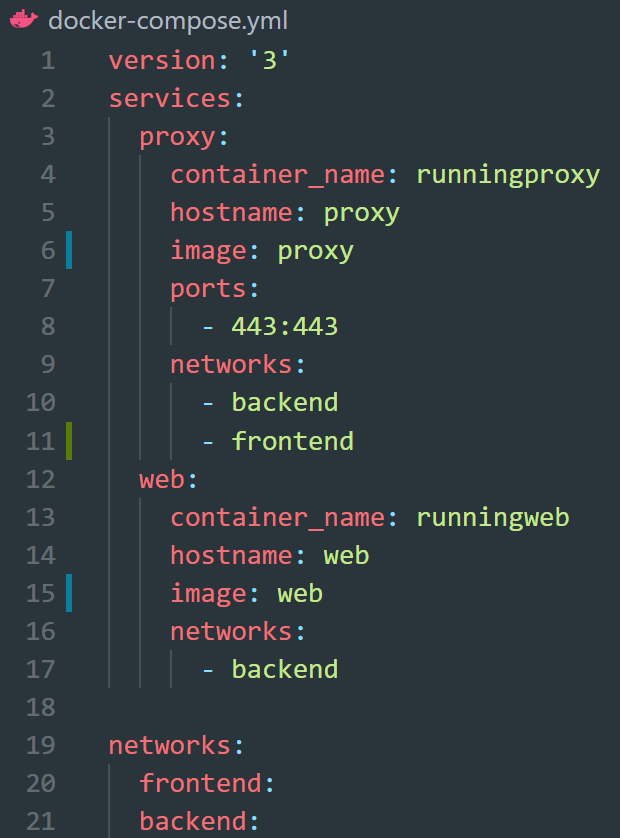 docker-compose.yml
1 version: '3'
2 services:
3   proxy:
4     container_name: runningproxy
5     hostname: proxy
6     image: proxy
7     ports:
8       - 443:443
9     networks:
10       - backend
11       - frontend
12   web:
13     container_name: runningweb
14     hostname: web
15     image: web
16     networks:
17       - backend
18
19 networks:
20   frontend:
21   backend: